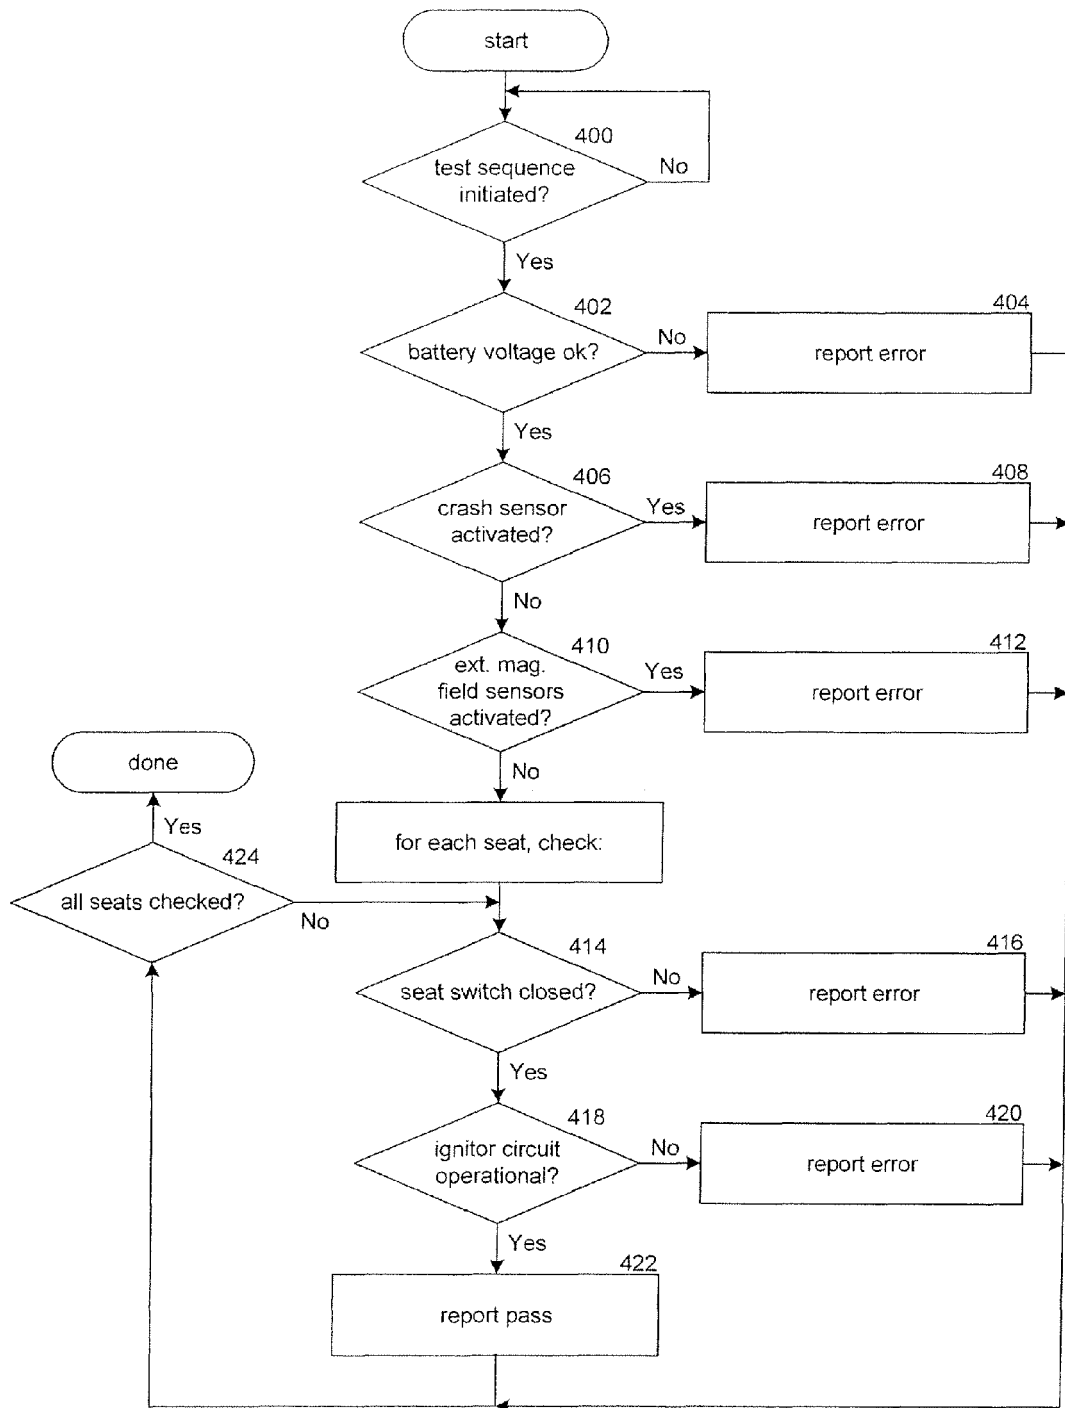 start
400
test sequence
initiated?
No
Yes
402
battery voltage ok?
No
404
report error
Yes
406
crash sensor
activated?
Yes
408
report error
No
410
ext. mag.
field sensors
activated?
Yes
412
report error
No
done
for each seat, check:
Yes
424
all seats checked?
No
414
seat switch closed?
No
416
report error
Yes
418
ignitor circuit
operational?
No
420
report error
Yes
422
report pass